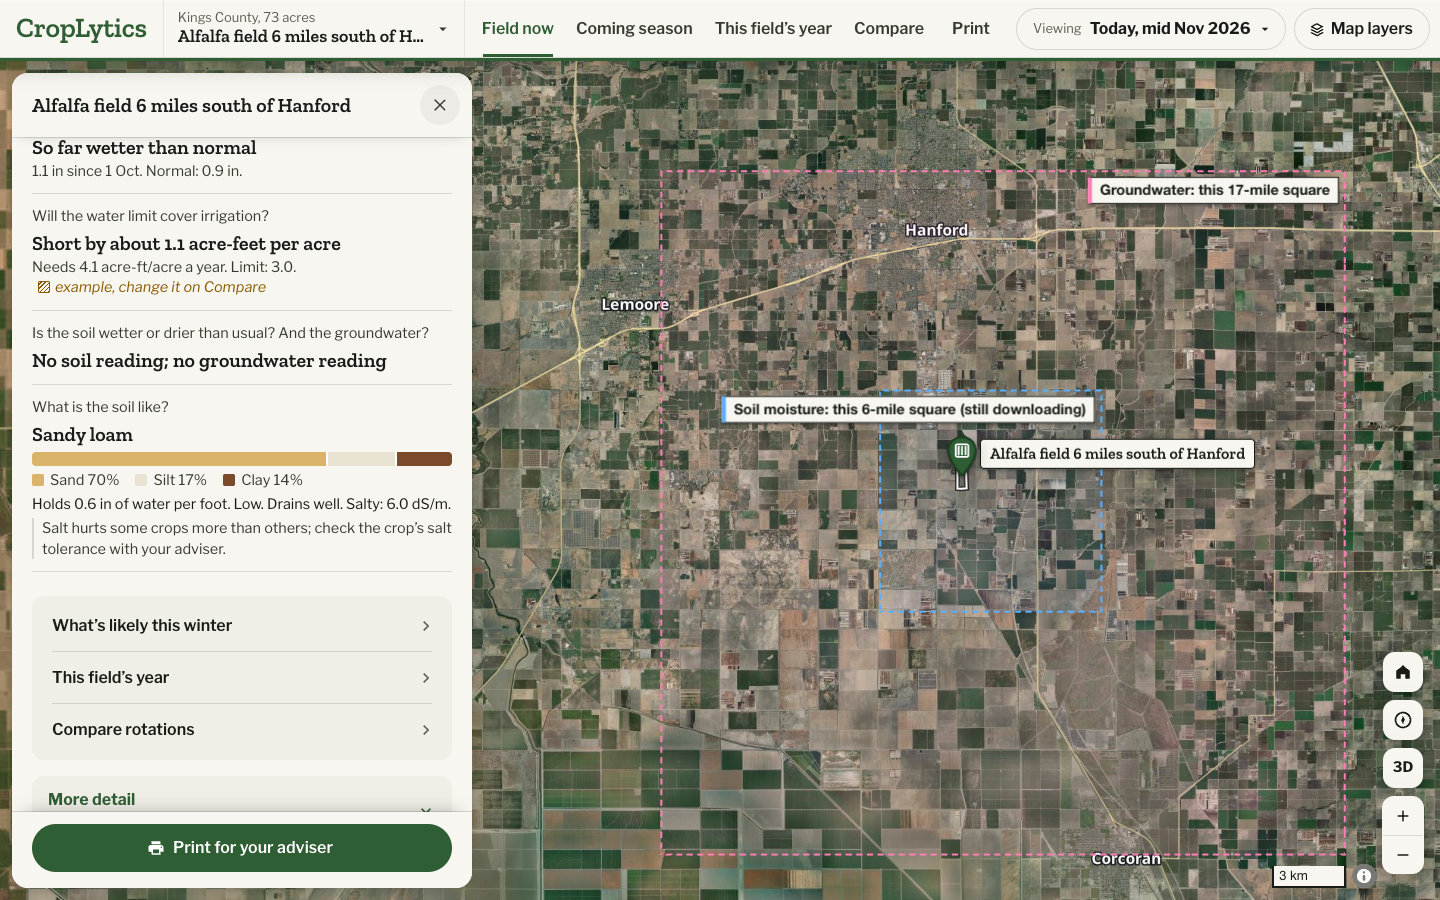 CropLytics
Kings County, 73 acres
Alfalfa field 6 miles south of H...
Field now
Coming season
This field’s year
Compare
Print
Viewing Today, mid Nov 2026
Map layers
Alfalfa field 6 miles south of Hanford
So far wetter than normal
1.1 in since 1 Oct. Normal: 0.9 in.
Will the water limit cover irrigation?
Short by about 1.1 acre-feet per acre
Needs 4.1 acre-ft/acre a year. Limit: 3.0.
example, change it on Compare
Is the soil wetter or drier than usual? And the groundwater?
No soil reading; no groundwater reading
What is the soil like?
Sandy loam
Sand 70% Silt 17% Clay 14%
Holds 0.6 in of water per foot. Low. Drains well. Salty: 6.0 dS/m.
Salt hurts some crops more than others; check the crop’s salt
tolerance with your adviser.
What’s likely this winter
This field’s year
Compare rotations
More detail
Print for your adviser
Groundwater: this 17-mile square
Hanford
Lemoore
Soil moisture: this 6-mile square (still downloading)
Alfalfa field 6 miles south of Hanford
Corcoran
3D
+
−
3 km